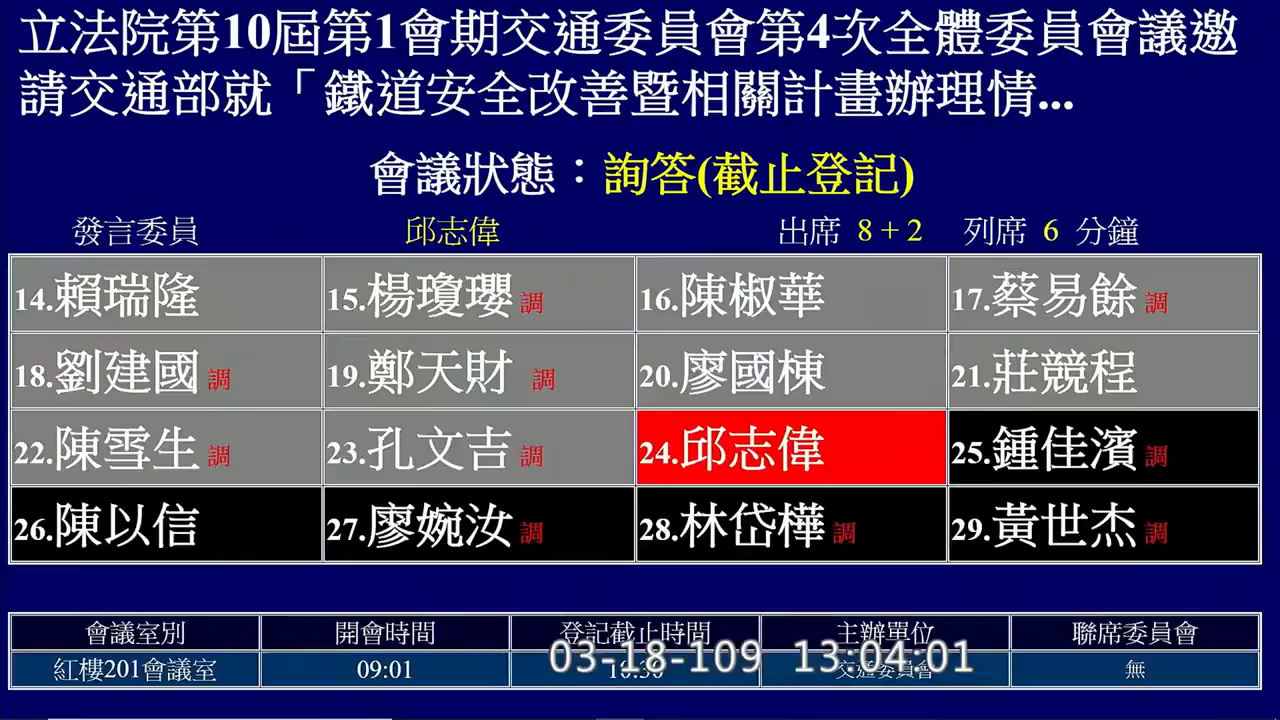 立法院第10屆第1會期交通委員會第4次全體委員會議邀
請交通部就「鐵道安全改善暨相關計畫辦理情...
會議狀態：詢答(截止登記)
發言委員 邱志偉 出席 8 + 2 列席 6 分鐘
14.賴瑞隆 15.楊瓊瓔 調 16.陳椒華 17.蔡易餘 調
18.劉建國 調 19.鄭天財 調 20.廖國棟 21.莊競程
22.陳雪生 調 23.孔文吉 調 24.邱志偉 25.鍾佳濱 調
26.陳以信 27.廖婉汝 調 28.林岱樺 調 29.黃世杰 調
會議室別 開會時間 登記截止時間 主辦單位 聯席委員會
03-18-109 13:04:01
紅樓201會議室 09:01 10:30 交通委員會 無